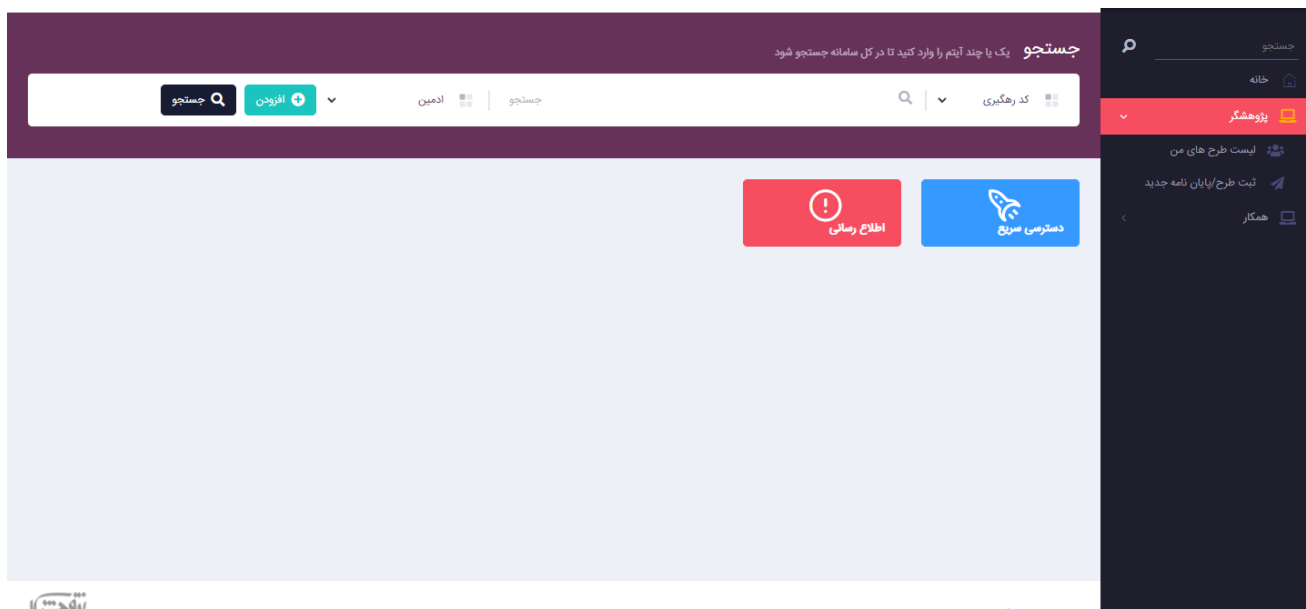 جستجو
خانه
پژوهشگر
لیست طرح های من
ثبت طرح/پایان نامه جدید
همکار
جستجو یک یا چند آیتم را وارد کنید تا در کل سامانه جستجو شود
کد رهگیری جستجو ادمین افزودن جستجو
دسترسی سریع
اطلاع رسانی